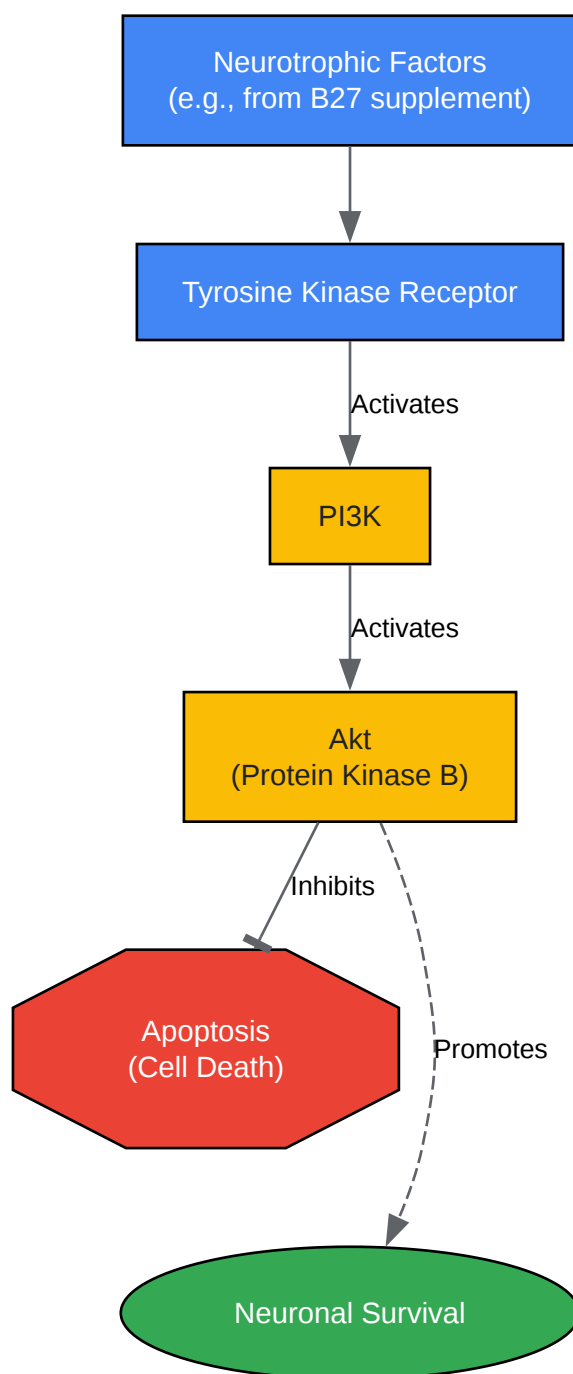 Neurotrophic Factors
(e.g., from B27 supplement)
Tyrosine Kinase Receptor
Activates
PI3K
Activates
Akt
(Protein Kinase B)
Inhibits
Apoptosis
(Cell Death)
Promotes
Neuronal Survival